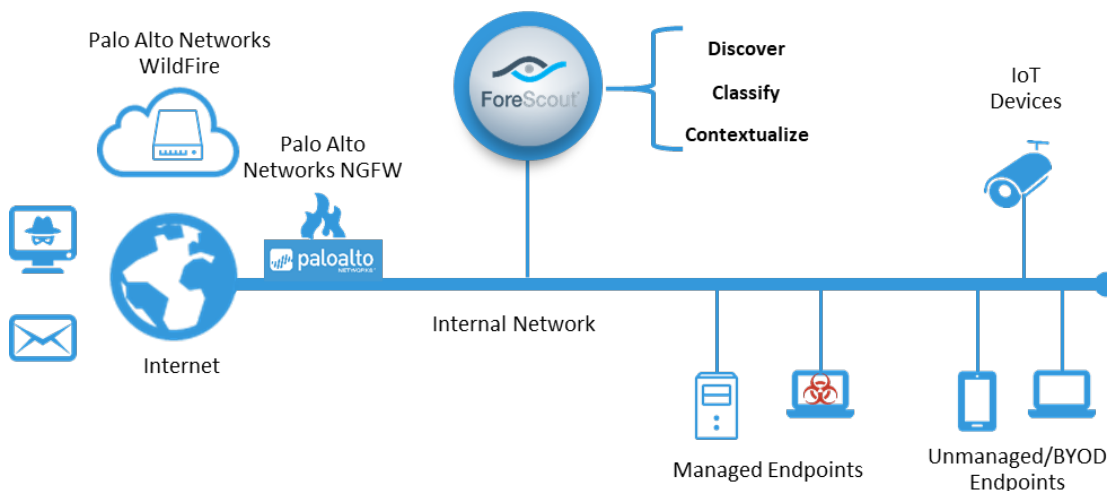 Palo Alto Networks
WildFire
Palo Alto
Networks NGFW
paloalto
NETWORKS
Internet
ForeScout
Discover
Classify
Contextualize
IoT
Devices
Internal Network
Managed Endpoints
Unmanaged/BYOD
Endpoints